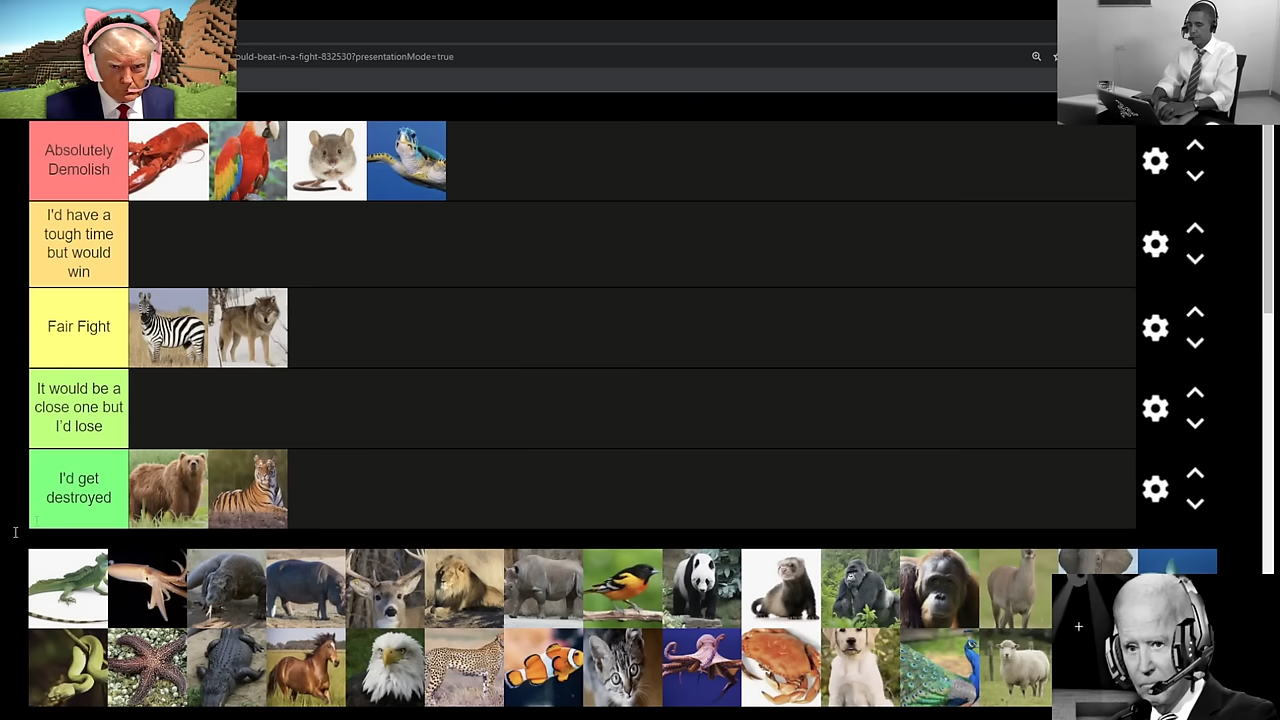 ould-beat-in-a-fight-832530?presentationMode=true
Absolutely
Demolish
I'd have a
tough time
but would
win
Fair Fight
It would be a
close one but
I'd lose
I'd get
destroyed